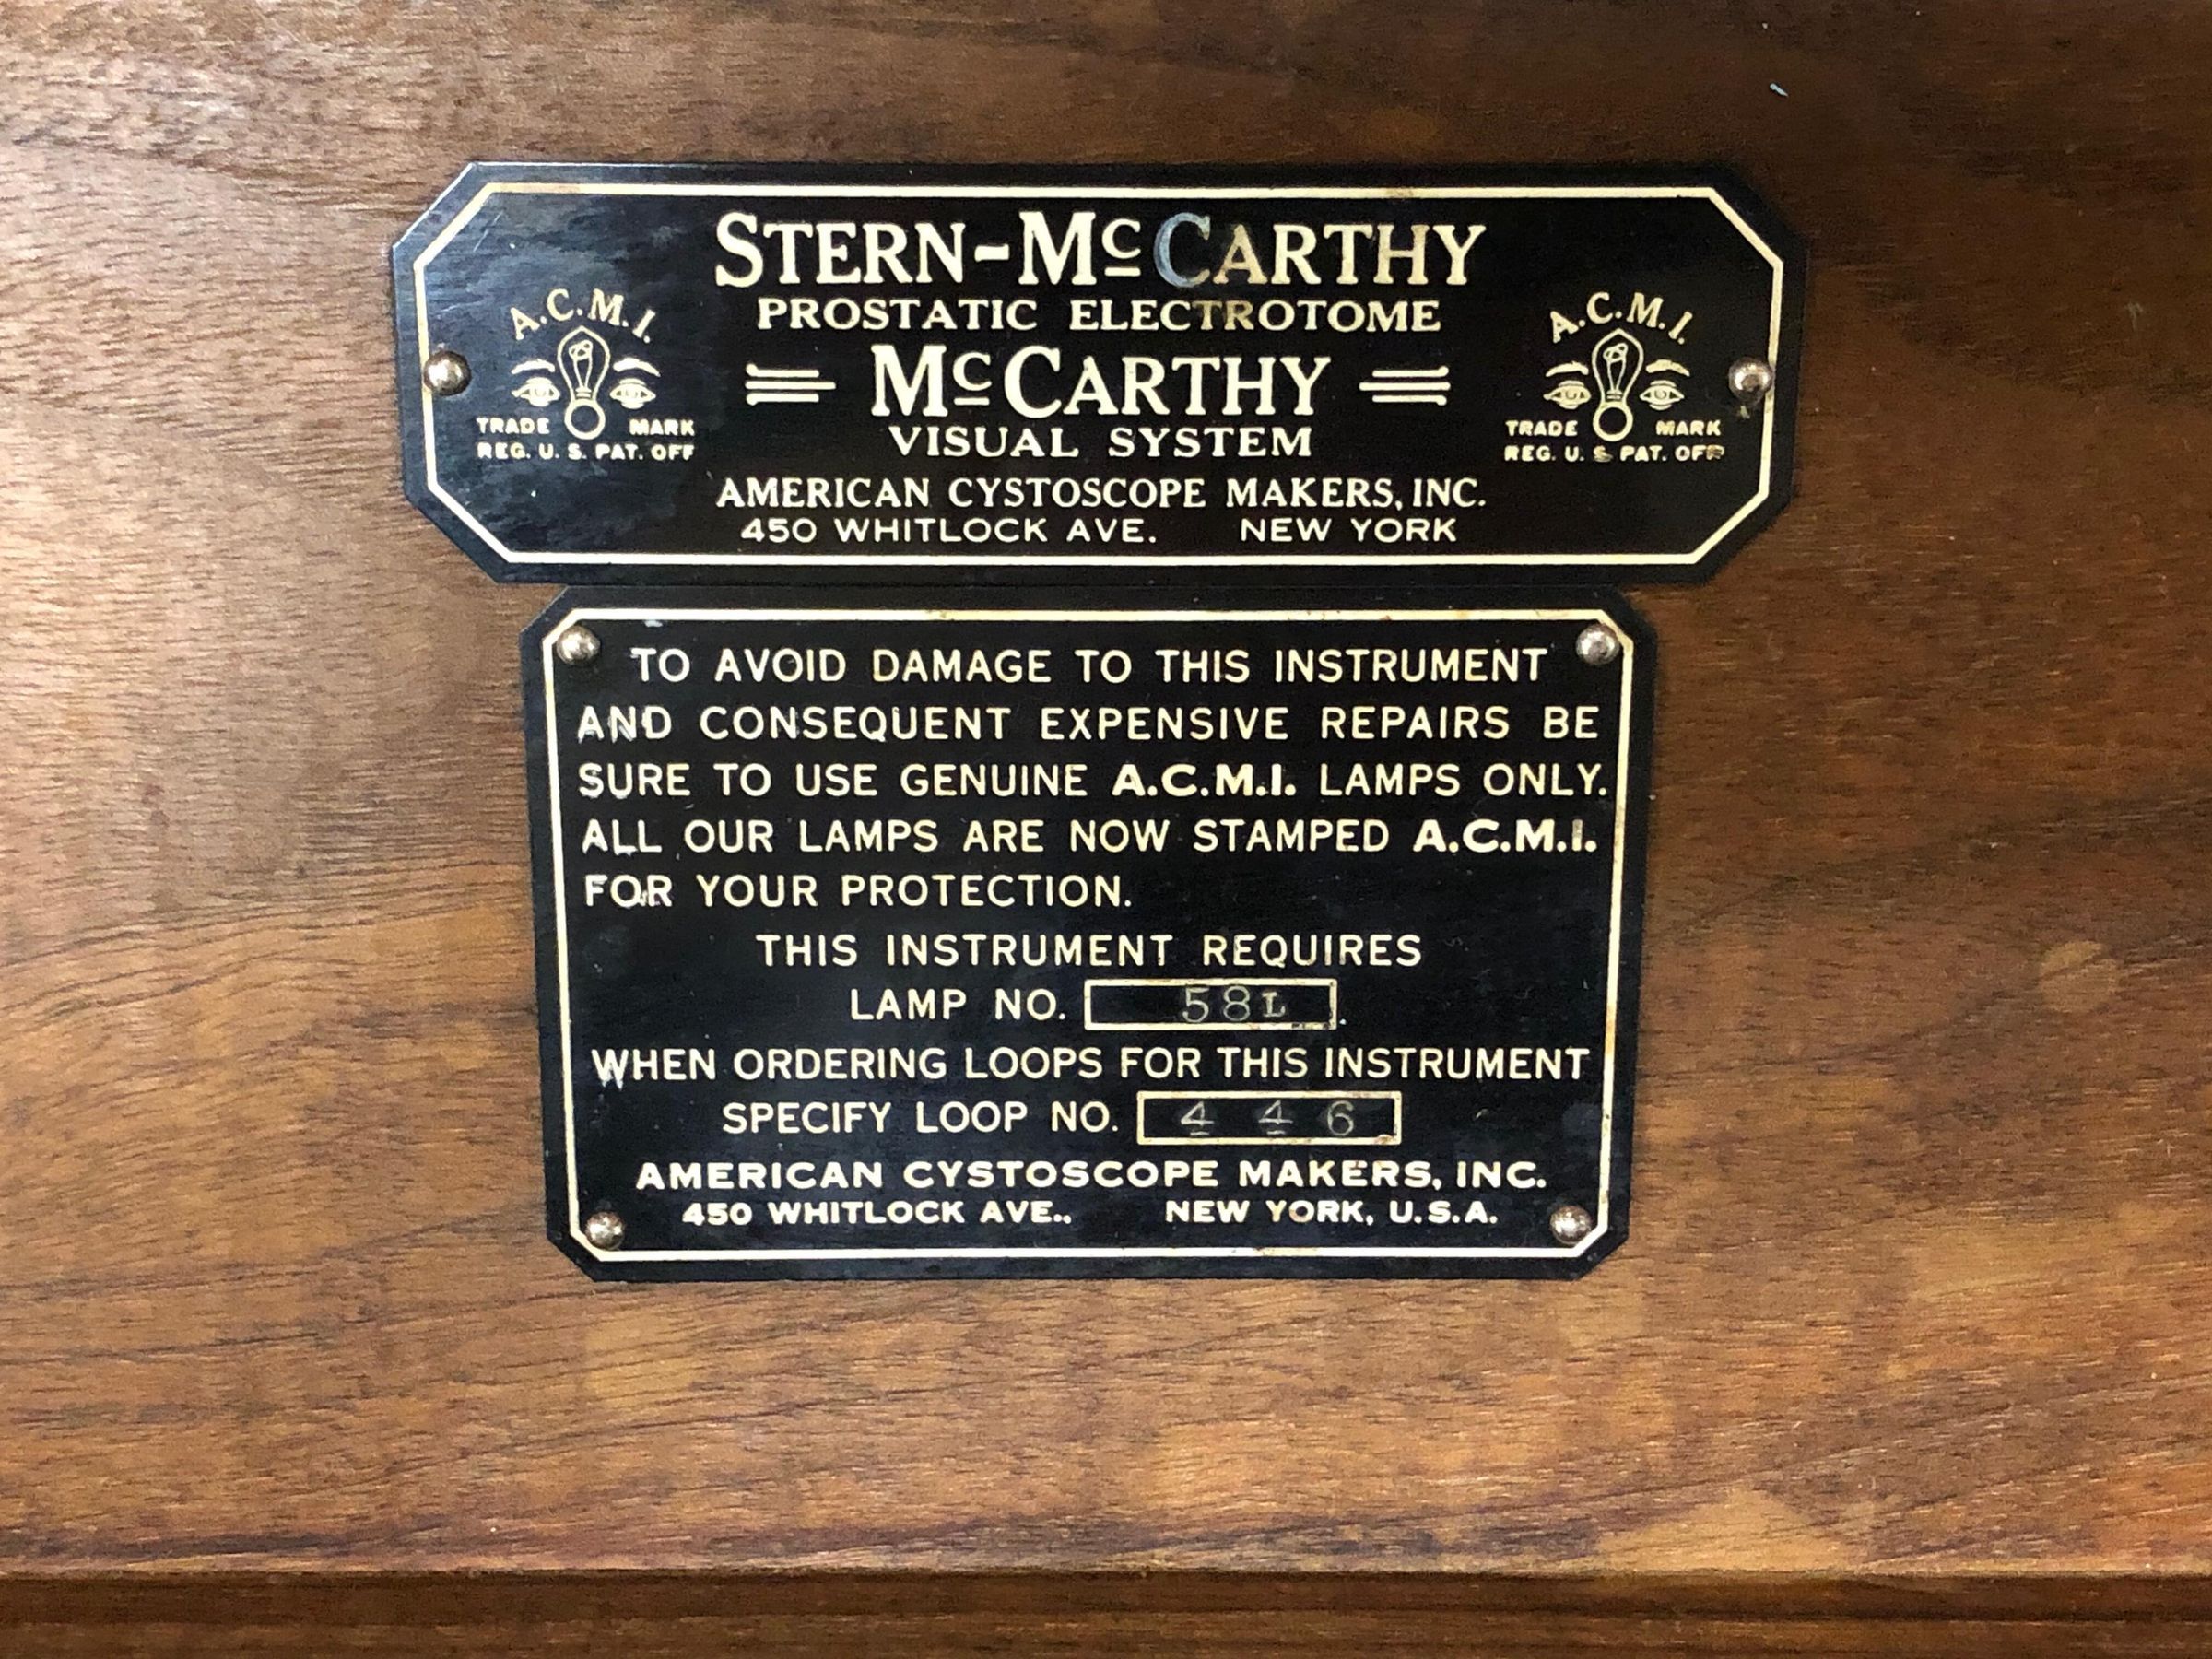 STERN-McCARTHY
PROSTATIC ELECTROTOME
McCARTHY
VISUAL SYSTEM
AMERICAN CYSTOSCOPE MAKERS, INC.
450 WHITLOCK AVE. NEW YORK
A.C.M.I.
TRADE MARK
REG. U. S. PAT. OFF
A.C.M.I.
TRADE MARK
REG. U. S. PAT. OFF
TO AVOID DAMAGE TO THIS INSTRUMENT
AND CONSEQUENT EXPENSIVE REPAIRS BE
SURE TO USE GENUINE A.C.M.I. LAMPS ONLY.
ALL OUR LAMPS ARE NOW STAMPED A.C.M.I.
FOR YOUR PROTECTION.
THIS INSTRUMENT REQUIRES
LAMP NO. 58L
WHEN ORDERING LOOPS FOR THIS INSTRUMENT
SPECIFY LOOP NO. 446
AMERICAN CYSTOSCOPE MAKERS, INC.
450 WHITLOCK AVE., NEW YORK, U.S.A.